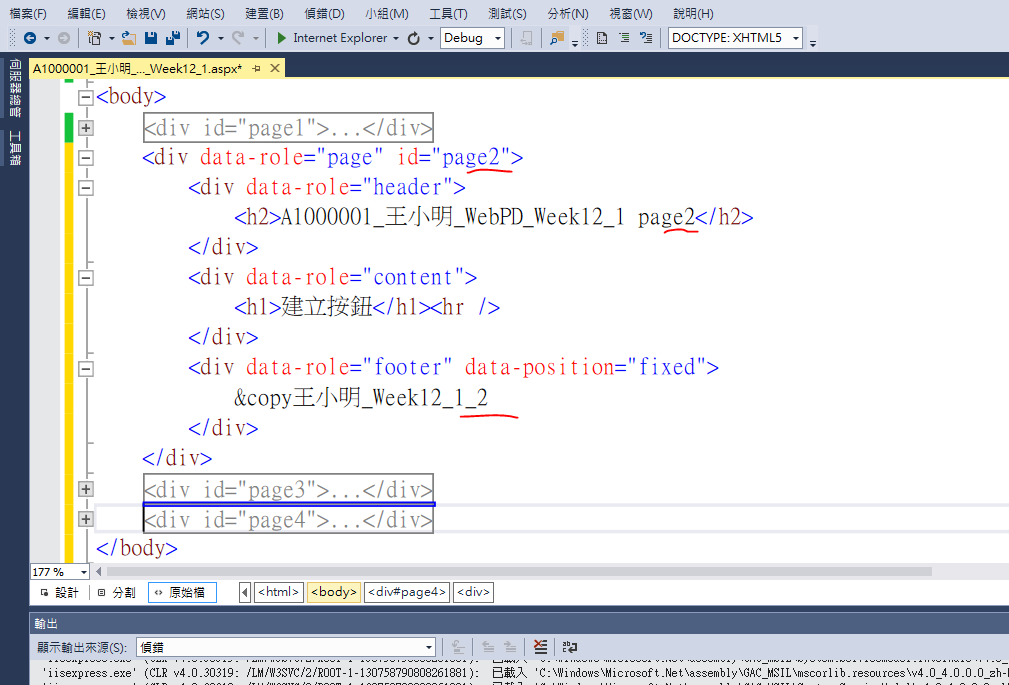 檔案(F) 編輯(E) 檢視(V) 網站(S) 建置(B) 偵錯(D) 小組(M) 工具(T) 測試(S) 分析(N) 視窗(W) 說明(H)
Internet Explorer Debug DOCTYPE: XHTML5
伺服器總管
工具箱
A1000001_王小明_..._Week12_1.aspx*
<body>
<div id="page1">...</div>
<div data-role="page" id="page2">
<div data-role="header">
<h2>A1000001_王小明_WebPD_Week12_1 page2</h2>
</div>
<div data-role="content">
<h1>建立按鈕</h1><hr />
</div>
<div data-role="footer" data-position="fixed">
&copy王小明_Week12_1_2
</div>
</div>
<div id="page3">...</div>
<div id="page4">...</div>
</body>
177 %
設計 分割 原始檔 <html> <body> <div#page4> <div>
輸出
顯示輸出來源(S): 偵錯
'iisexpress.exe' (CLR v4.0.30319: /LM/W3SVC/2/ROOT-1-130758790808261881): 已載入 'C:\Windows\Microsoft.Net\assembly\GAC_MSIL\mscorlib.resources\v4.0_4.0.0.0_zh-H